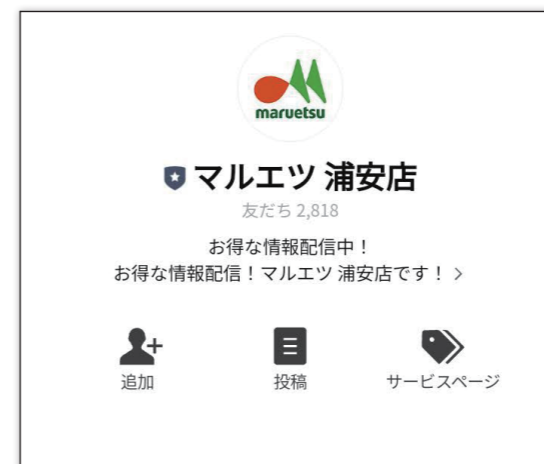 maruetsu
マルエツ 浦安店
友だち 2,818
お得な情報配信中！
お得な情報配信！マルエツ 浦安店です！ >
追加
投稿
サービスページ